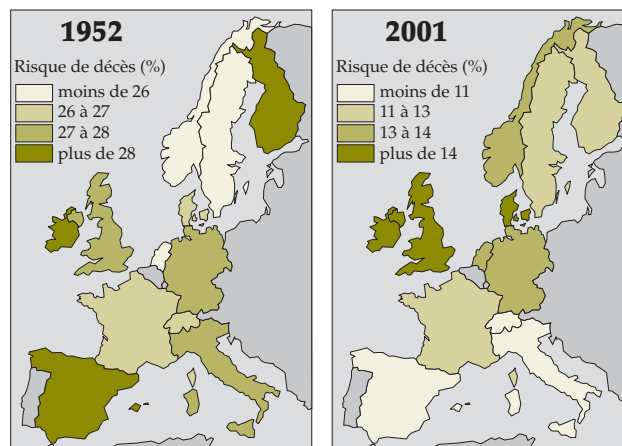 1952
Risque de décès (%)
moins de 26
26 à 27
27 à 28
plus de 28
2001
Risque de décès (%)
moins de 11
11 à 13
13 à 14
plus de 14